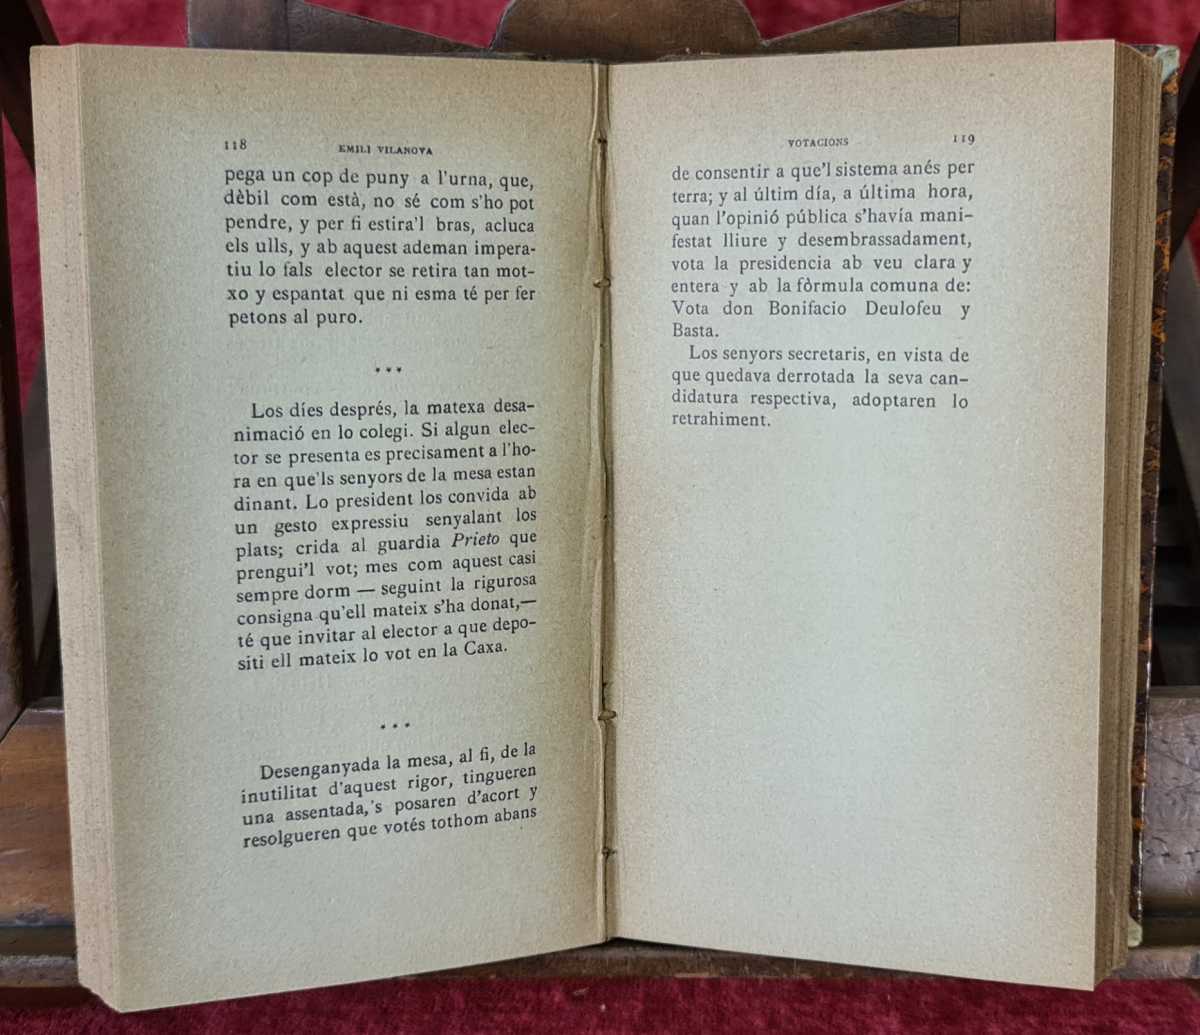 118
EMILI VILANOVA
pega un cop de puny a l'urna, que,
dèbil com està, no sé com s'ho pot
pendre, y per fi estira'l bras, acluca
els ulls, y ab aquest ademan impera-
tiu lo fals elector se retira tan mot-
xo y espantat que ni esma té per fer
petons al puro.
***
Los díes després, la matexa desa-
nimació en lo colegi. Si algun elec-
tor se presenta es precisament a l'ho-
ra en que'ls senyors de la mesa estan
dinant. Lo president los convida ab
un gesto expressiu senyalant los
plats; crida al guardia Prieto que
prengui'l vot; mes com aquest casi
sempre dorm — seguint la rigurosa
consigna qu'ell mateix s'ha donat,—
té que invitar al elector a que depo-
siti ell mateix lo vot en la Caxa.
***
Desenganyada la mesa, al fi, de la
inutilitat d'aquest rigor, tingueren
una assentada,'s posaren d'acort y
resolgueren que votés tothom abans
VOTACIONS
119
de consentir a que'l sistema anés per
terra; y al últim día, a última hora,
quan l'opinió pública s'havía mani-
festat lliure y desembrassadament,
vota la presidencia ab veu clara y
entera y ab la fòrmula comuna de:
Vota don Bonifacio Deulofeu y
Basta.
Los senyors secretaris, en vista de
que quedava derrotada la seva can-
didatura respectiva, adoptaren lo
retrahiment.